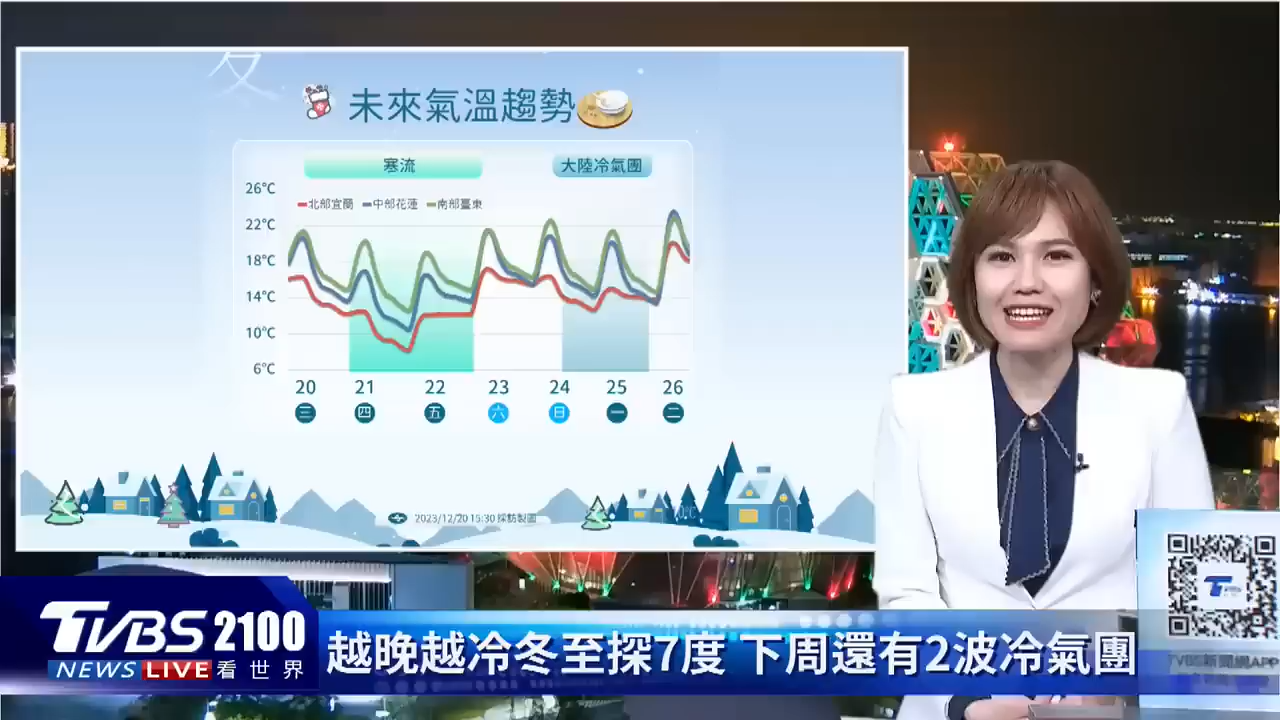 冬
未來氣溫趨勢
寒流
大陸冷氣團
26°C
北部宜蘭 中部花蓮 南部臺東
22°C
18°C
14°C
10°C
6°C
20 21 22 23 24 25 26
三 四 五 六 日 一 二
2023/12/20 15:30 採訪製圖
TVBS 2100
NEWS LIVE 看世界
越晚越冷冬至探7度 下周還有2波冷氣團
TVBS新聞網APP